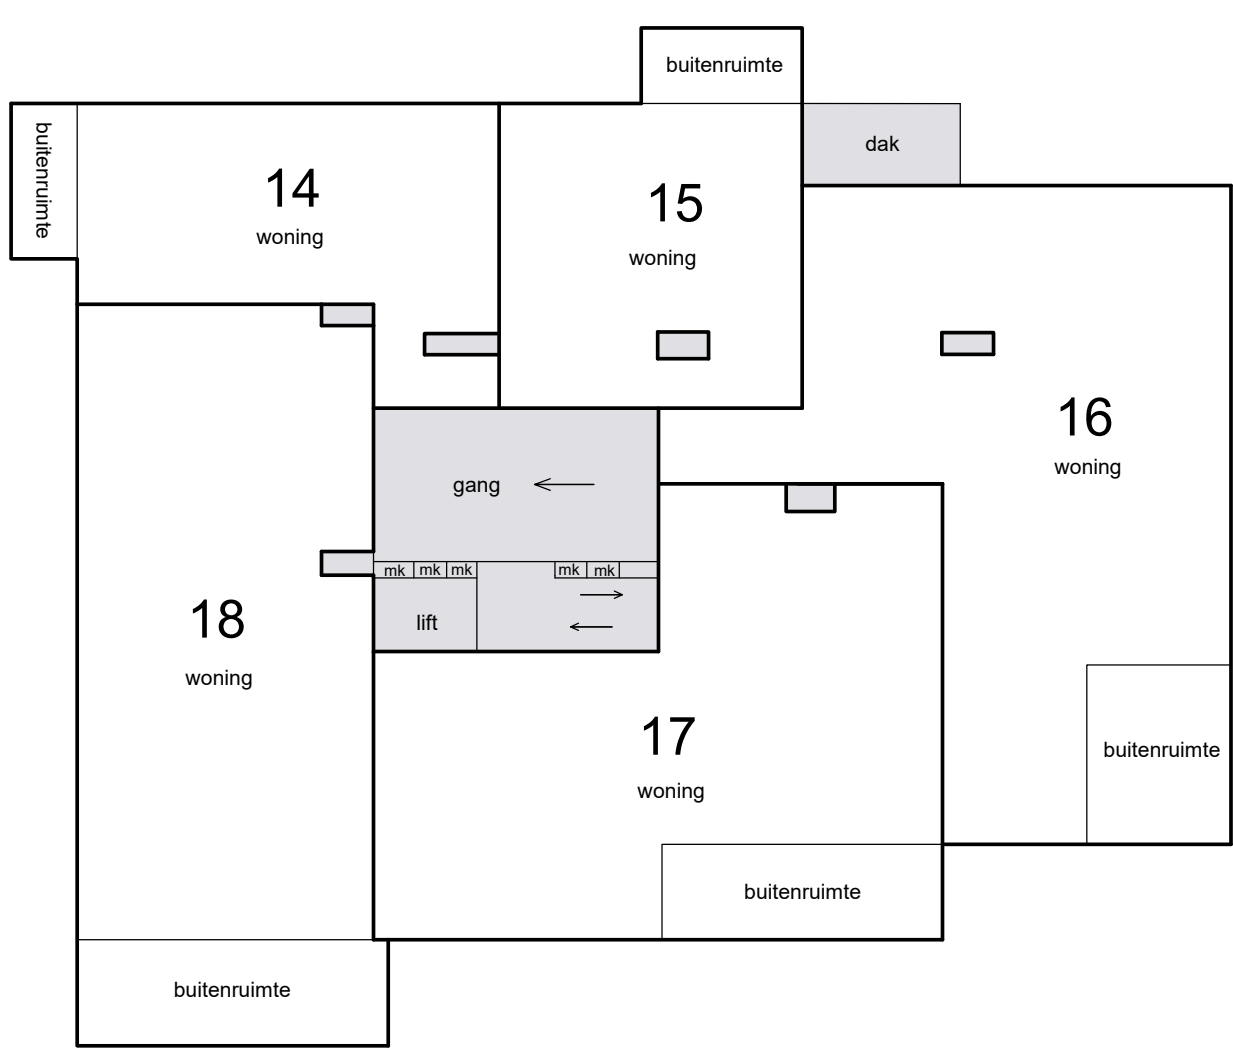 buitenruimte
buitenruimte
dak
14
woning
15
woning
16
woning
gang
mk mk mk mk mk
lift
18
woning
17
woning
buitenruimte
buitenruimte
buitenruimte